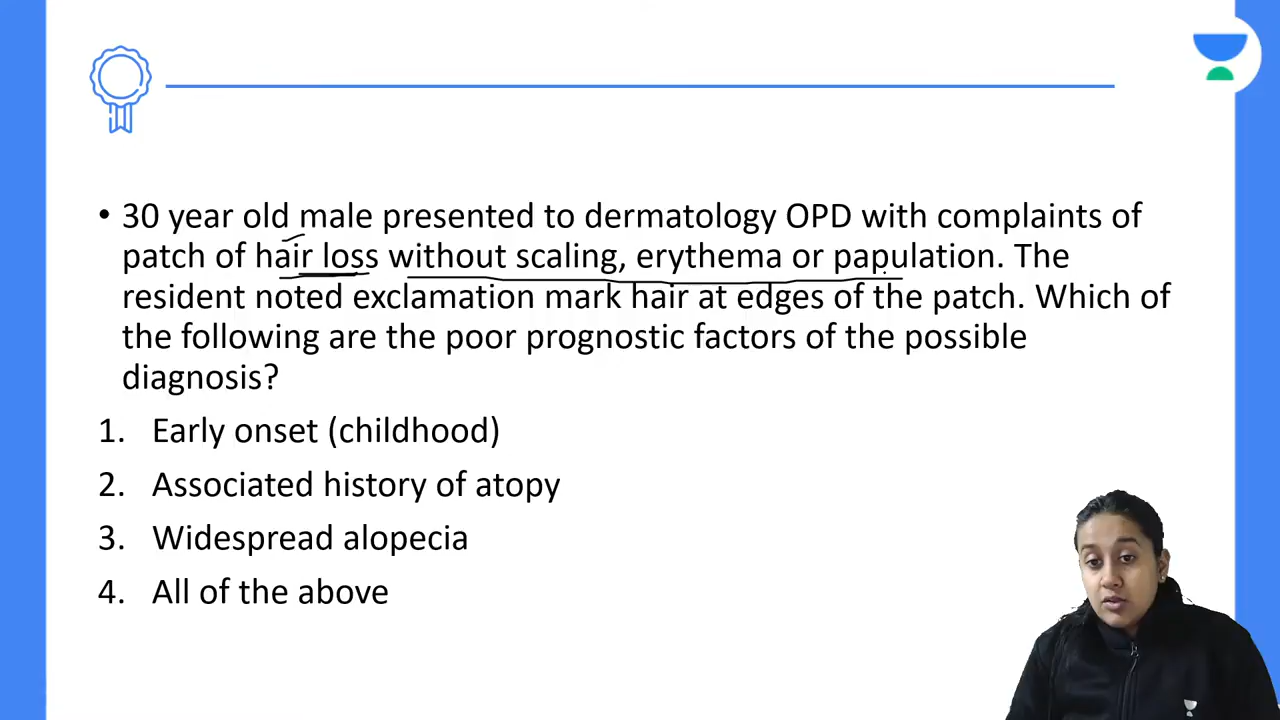 • 30 year old male presented to dermatology OPD with complaints of
patch of hair loss without scaling, erythema or papulation. The
resident noted exclamation mark hair at edges of the patch. Which of
the following are the poor prognostic factors of the possible
diagnosis?
1. Early onset (childhood)
2. Associated history of atopy
3. Widespread alopecia
4. All of the above